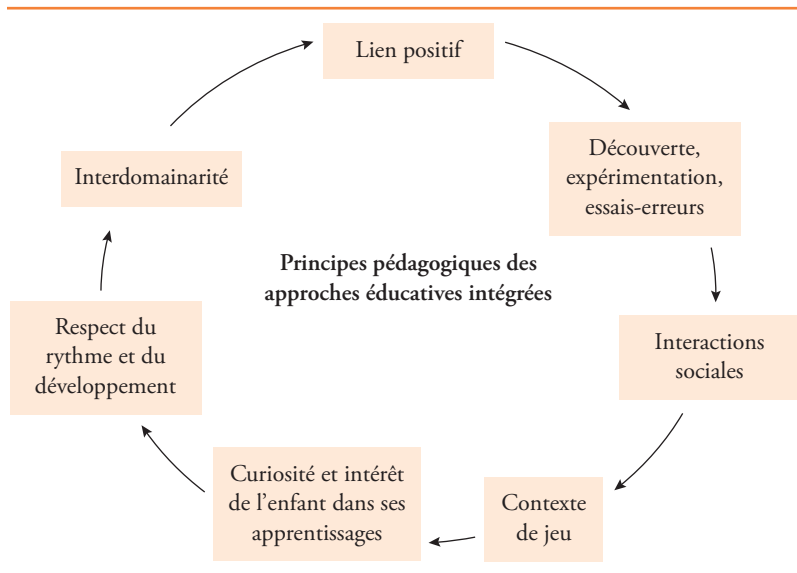 Lien positif
Découverte,
expérimentation,
essais-erreurs
Interactions
sociales
Contexte
de jeu
Curiosité et intérêt
de l'enfant dans ses
apprentissages
Respect du
rythme et du
développement
Interdomainarité
Principes pédagogiques des
approches éducatives intégrées